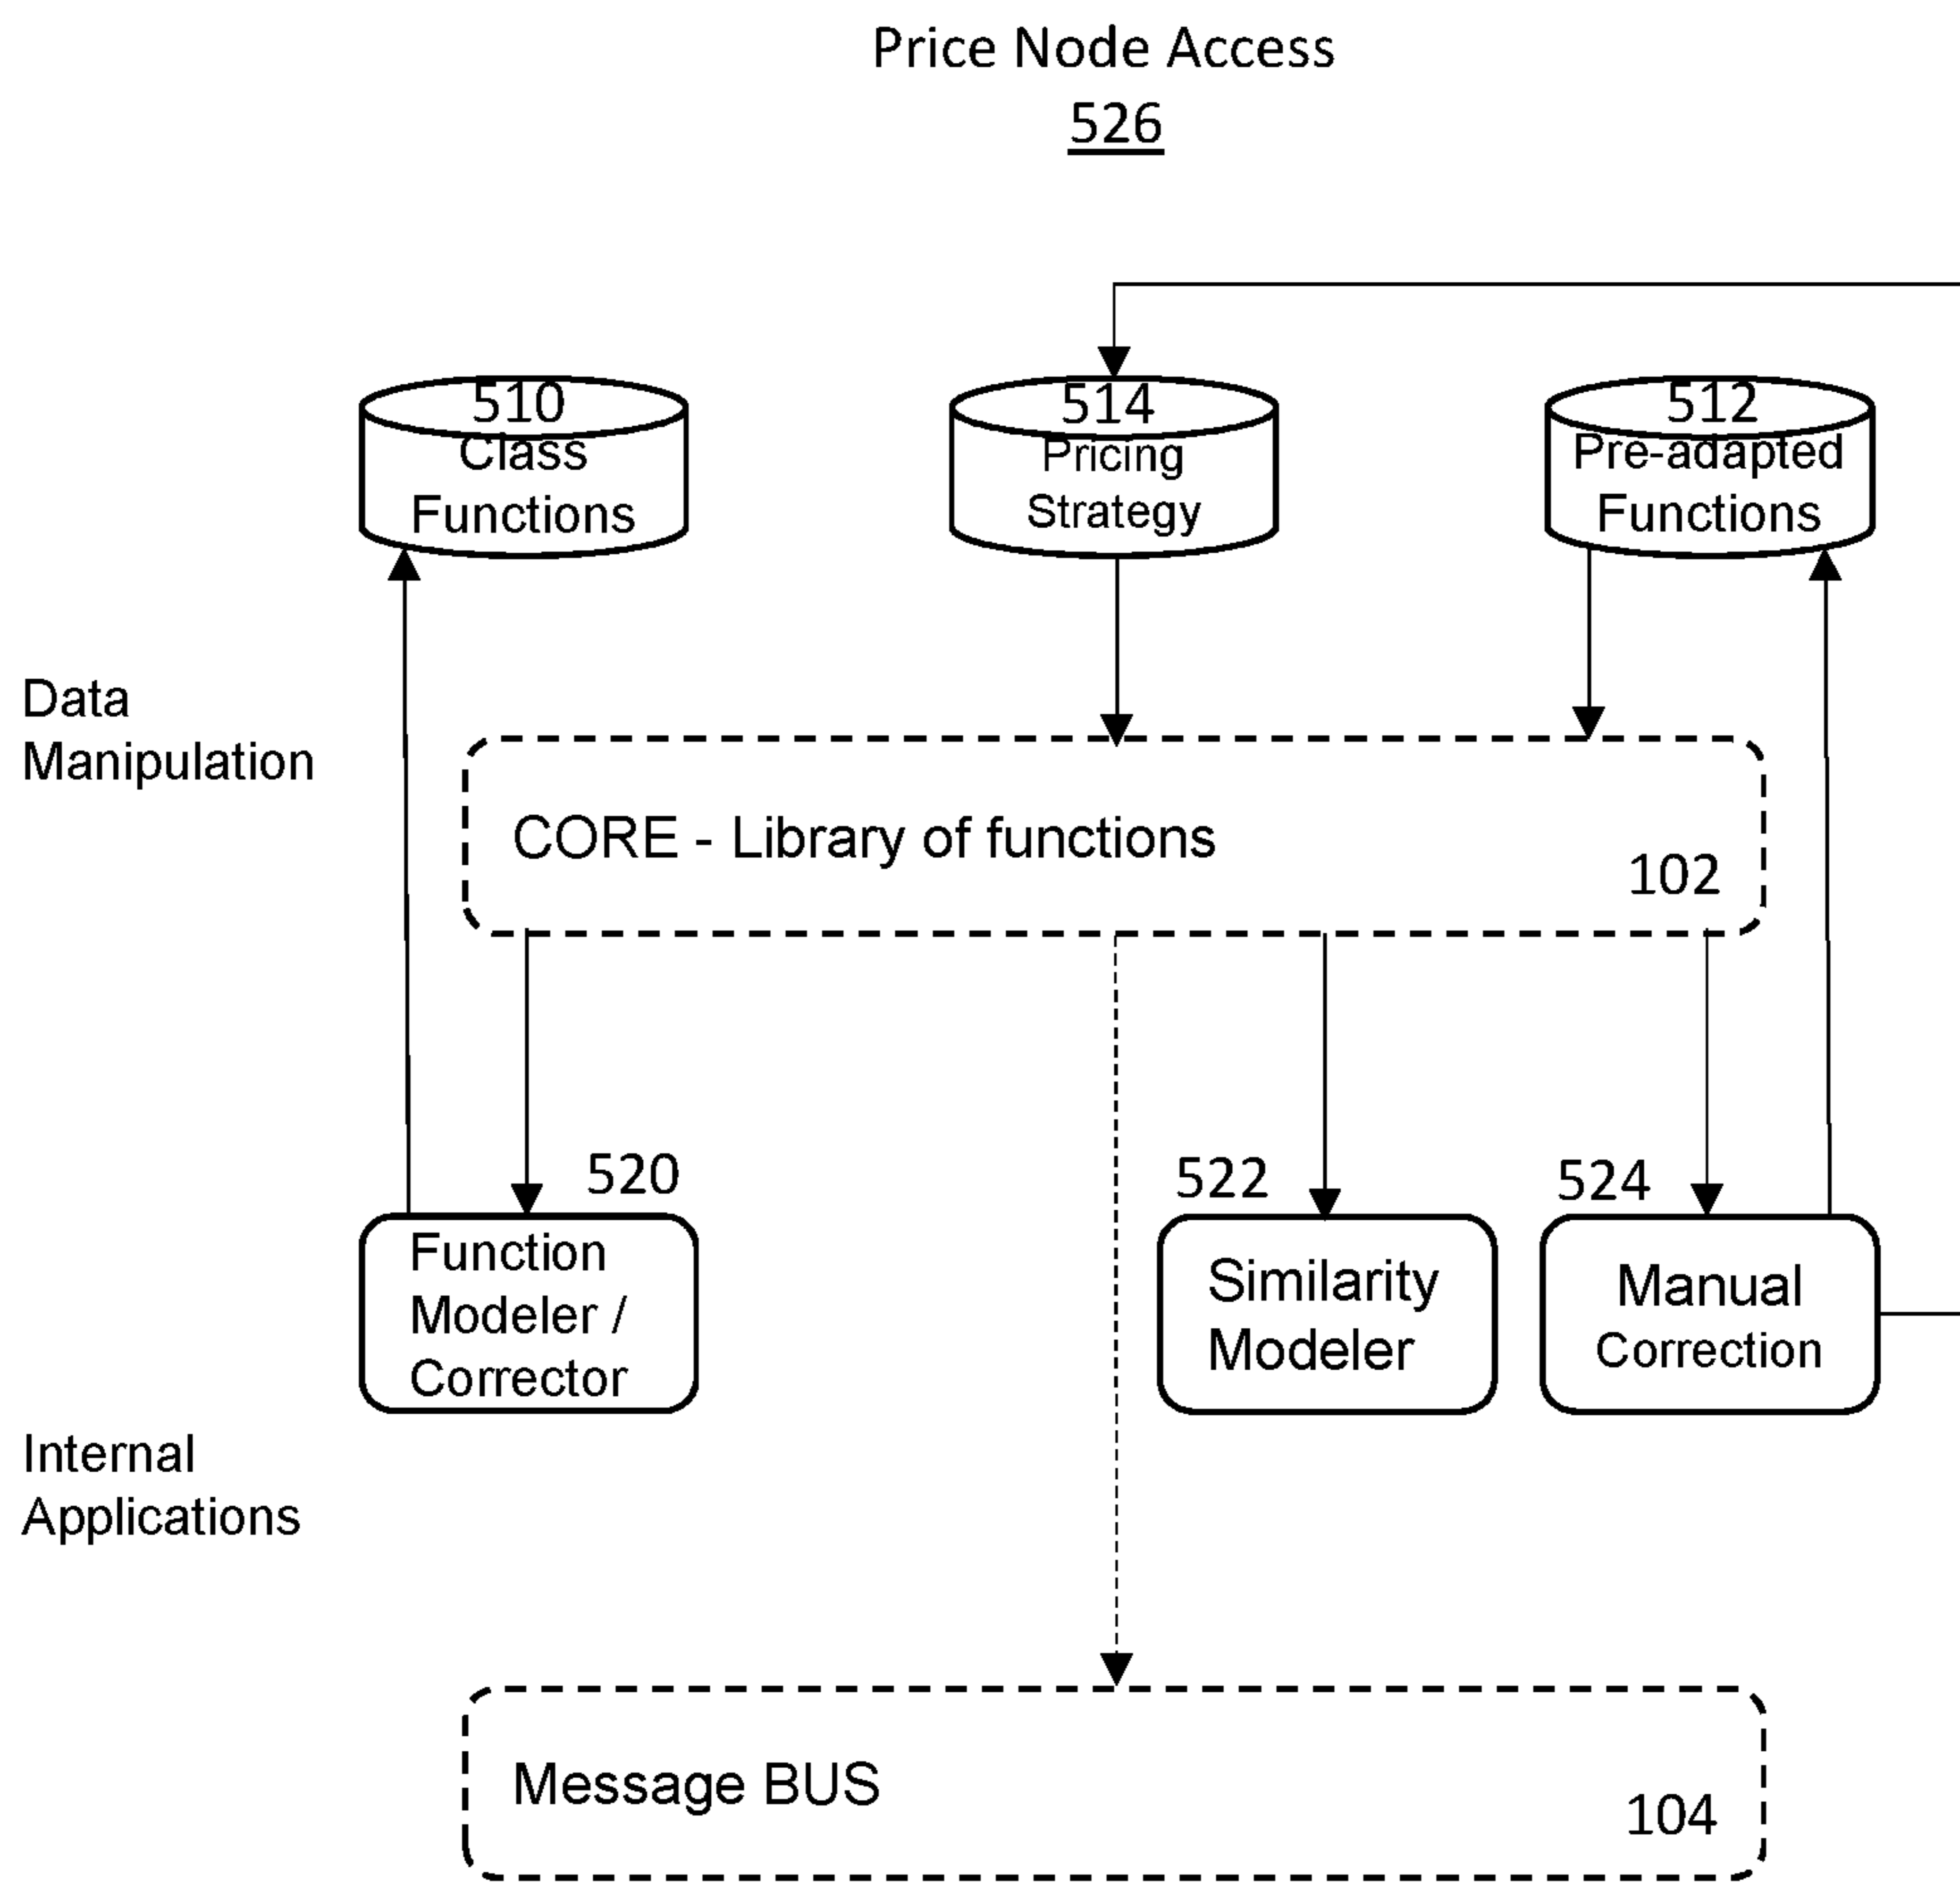 Price Node Access
526
510
Class
Functions
514
Pricing
Strategy
512
Pre-adapted
Functions
Data
Manipulation
CORE - Library of functions
102
520
Function
Modeler /
Corrector
522
Similarity
Modeler
524
Manual
Correction
Internal
Applications
Message BUS
104